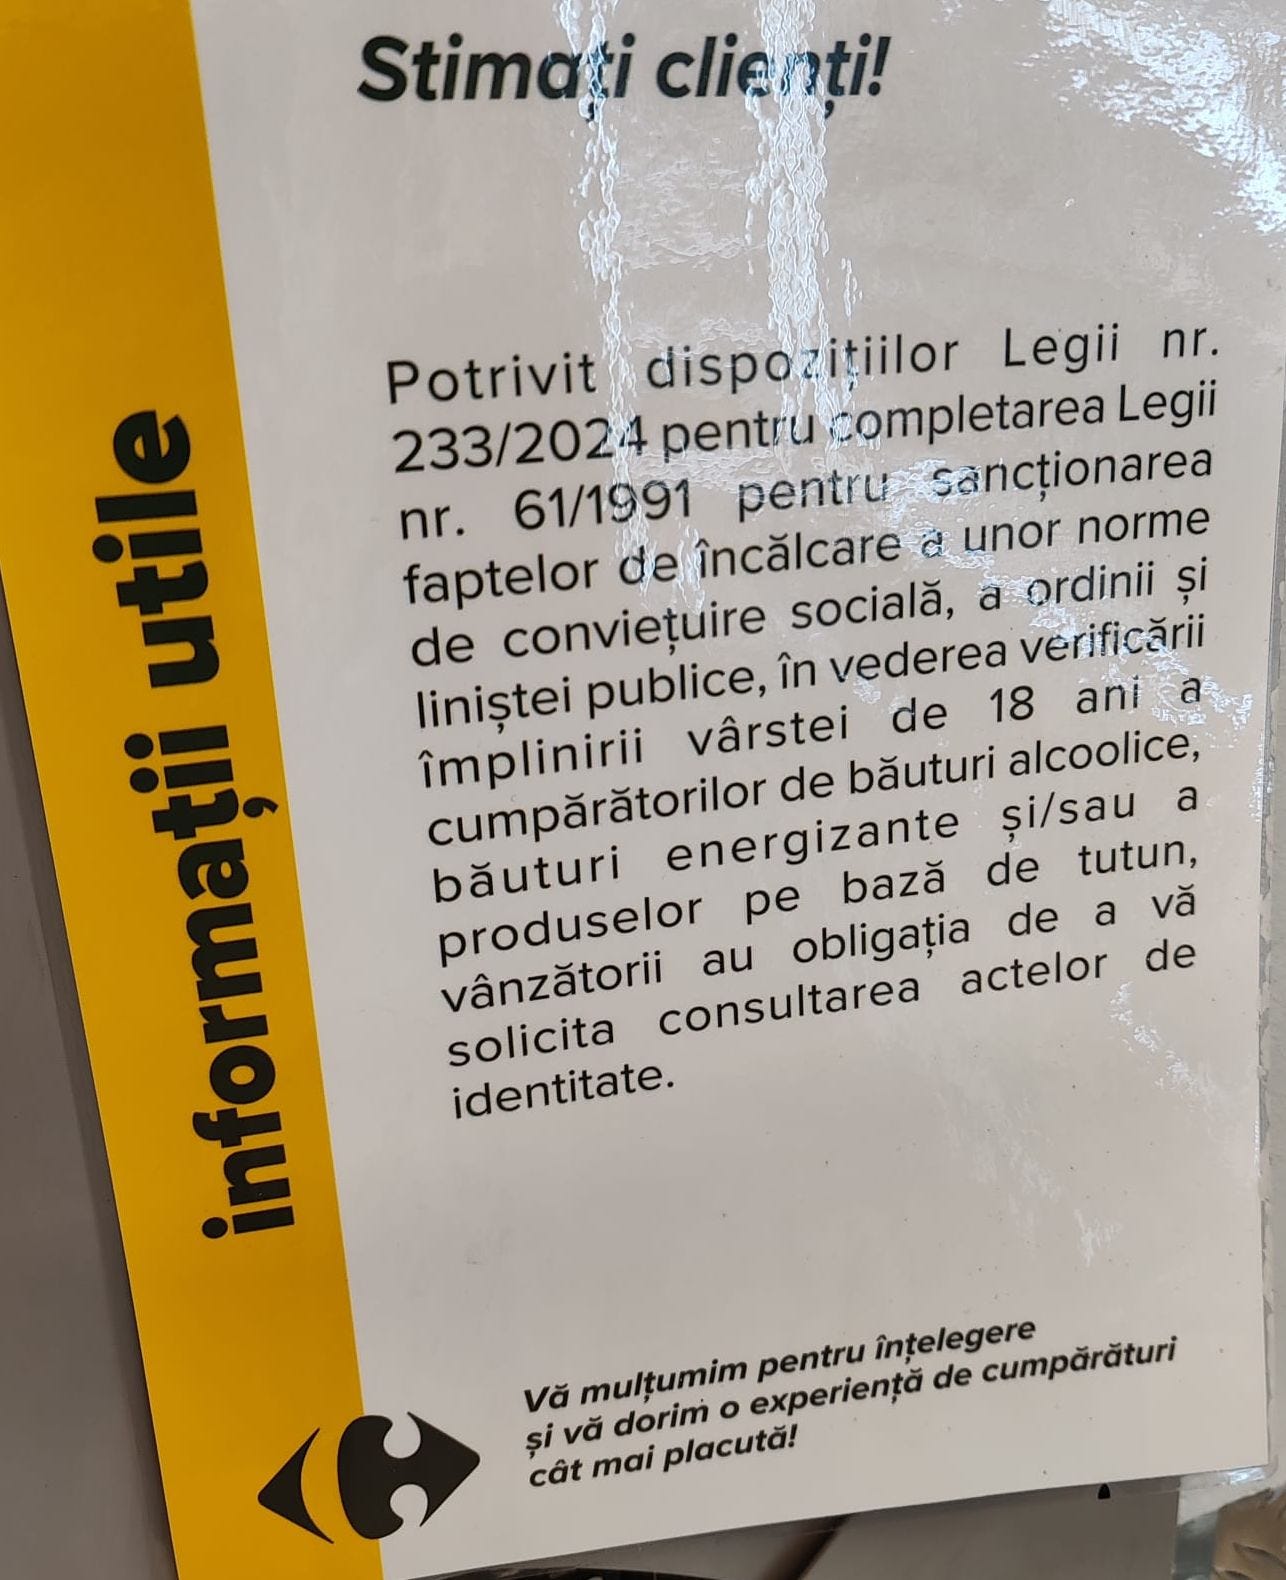 Stimați clienți!
Potrivit dispozițiilor Legii nr.
233/2024 pentru completarea Legii
nr. 61/1991 pentru sancționarea
faptelor de încălcare a unor norme
de conviețuire socială, a ordinii și
liniștei publice, în vederea verificării
împlinirii vârstei de 18 ani a
cumpărătorilor de băuturi alcoolice,
băuturi energizante și/sau a
produselor pe bază de tutun,
vânzătorii au obligația de a vă
solicita consultarea actelor de
identitate.
informații utile
Vă mulțumim pentru înțelegere
și vă dorim o experiență de cumpărături
cât mai placută!